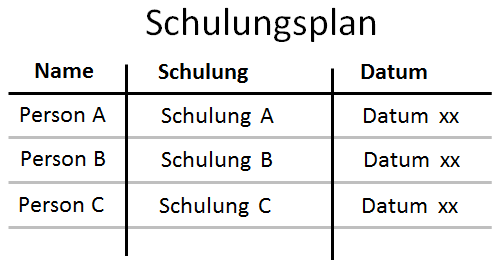 Schulungsplan
Name Schulung Datum
Person A Schulung A Datum xx
Person B Schulung B Datum xx
Person C Schulung C Datum xx